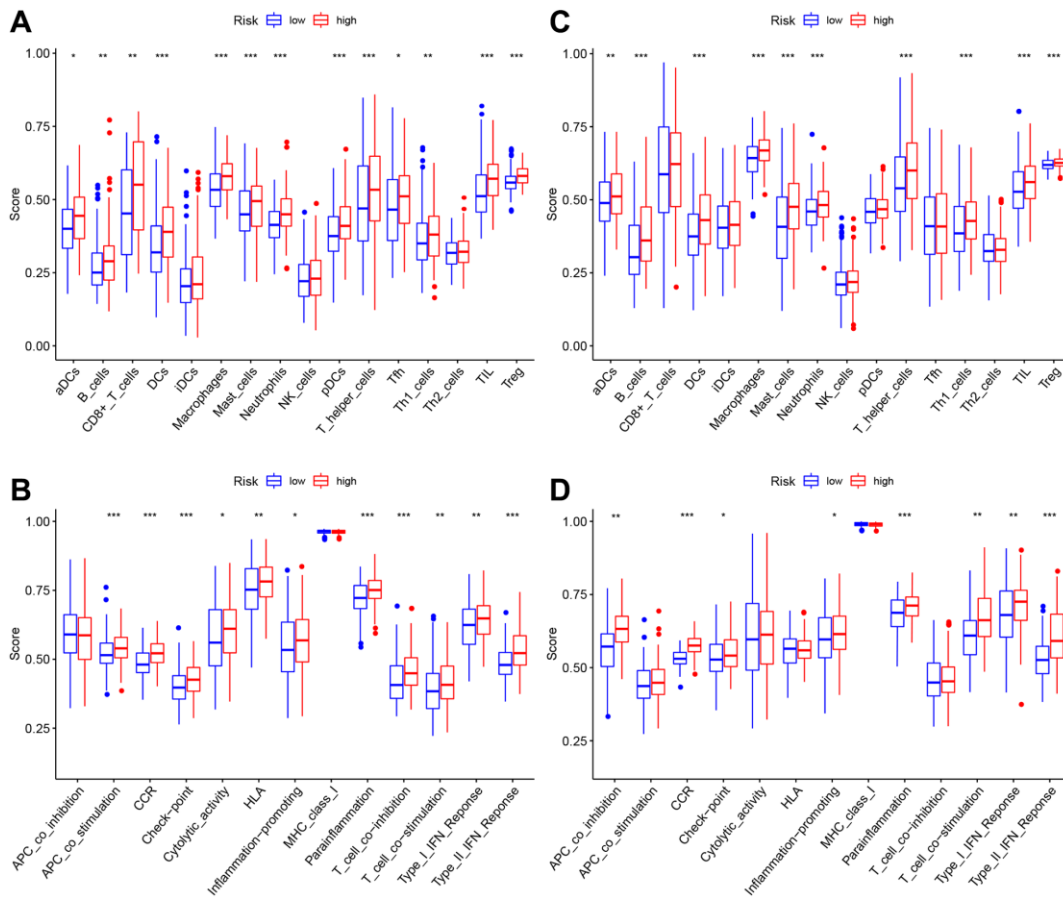 A
Risk low high
* ** ** *** *** *** *** *** *** * ** *** ***
1.00
0.75
0.50
0.25
0.00
Score
aDCs
B_cells
CD8+_T_cells
DCs
iDCs
Macrophages
Mast_cells
Neutrophils
NK_cells
pDCs
T_helper_cells
Tfh
Th1_cells
Th2_cells
TIL
Treg
C
Risk low high
** *** *** *** *** *** *** *** *** ***
1.00
0.75
0.50
0.25
0.00
Score
aDCs
B_cells
CD8+_T_cells
DCs
iDCs
Macrophages
Mast_cells
Neutrophils
NK_cells
pDCs
T_helper_cells
Tfh
Th1_cells
Th2_cells
TIL
Treg
B
Risk low high
*** *** *** * ** * *** *** ** ** ***
1.00
0.75
0.50
0.25
Score
APC_co_inhibition
APC_co_stimulation
CCR
Check-point
Cytolytic_activity
HLA
Inflammation-promoting
MHC_class_I
Parainflammation
T_cell_co-inhibition
T_cell_co-stimulation
Type_I_IFN_Reponse
Type_II_IFN_Reponse
D
Risk low high
** *** * * *** ** ** ***
1.00
0.75
0.50
0.25
Score
APC_co_inhibition
APC_co_stimulation
CCR
Check-point
Cytolytic_activity
HLA
Inflammation-promoting
MHC_class_I
Parainflammation
T_cell_co-inhibition
T_cell_co-stimulation
Type_I_IFN_Reponse
Type_II_IFN_Reponse